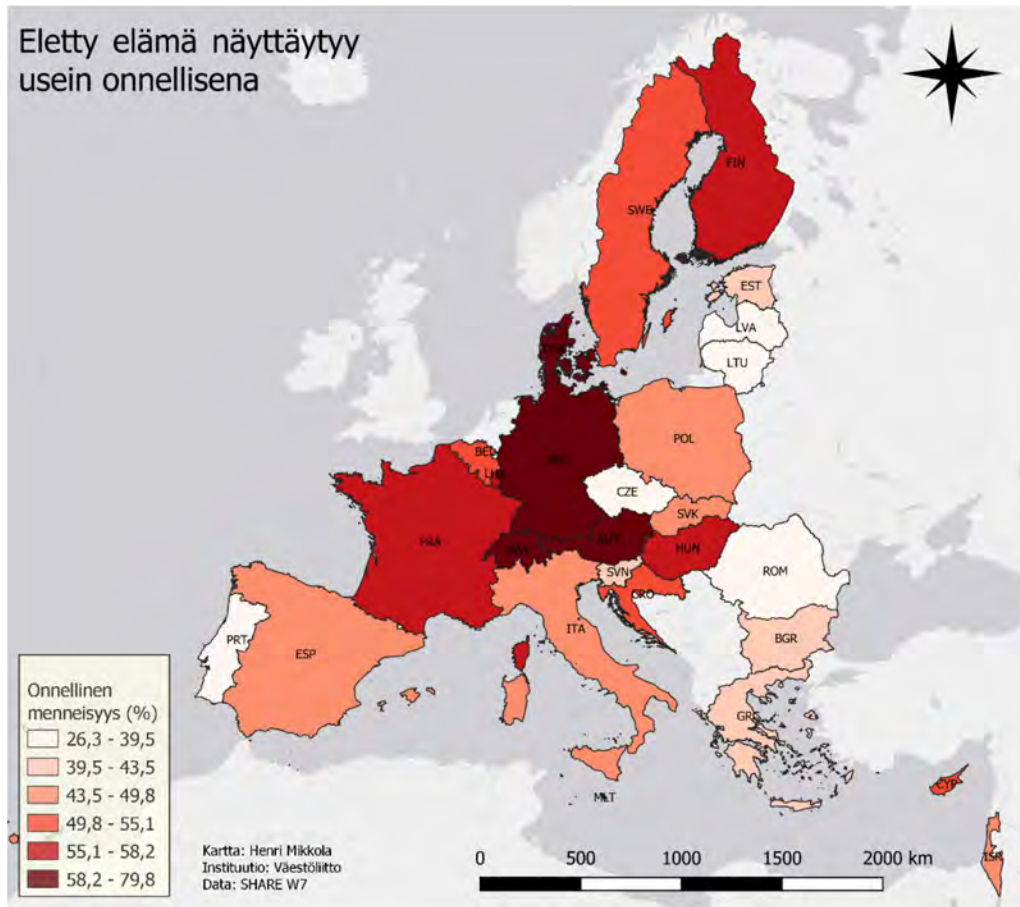 Eletty elämä näyttäytyy
usein onnellisena
FIN
SWE
EST
LVA
LTU
POL
BEL
CZE
SVK
FRA
HUN
SVN
ROM
CRO
ITA
BGR
PRT
ESP
GRC
MLT
CYP
ISR
Onnellinen
menneisyys (%)
26,3 - 39,5
39,5 - 43,5
43,5 - 49,8
49,8 - 55,1
55,1 - 58,2
58,2 - 79,8
Kartta: Henri Mikkola
Instituutio: Väestöliitto
Data: SHARE W7
0 500 1000 1500 2000 km